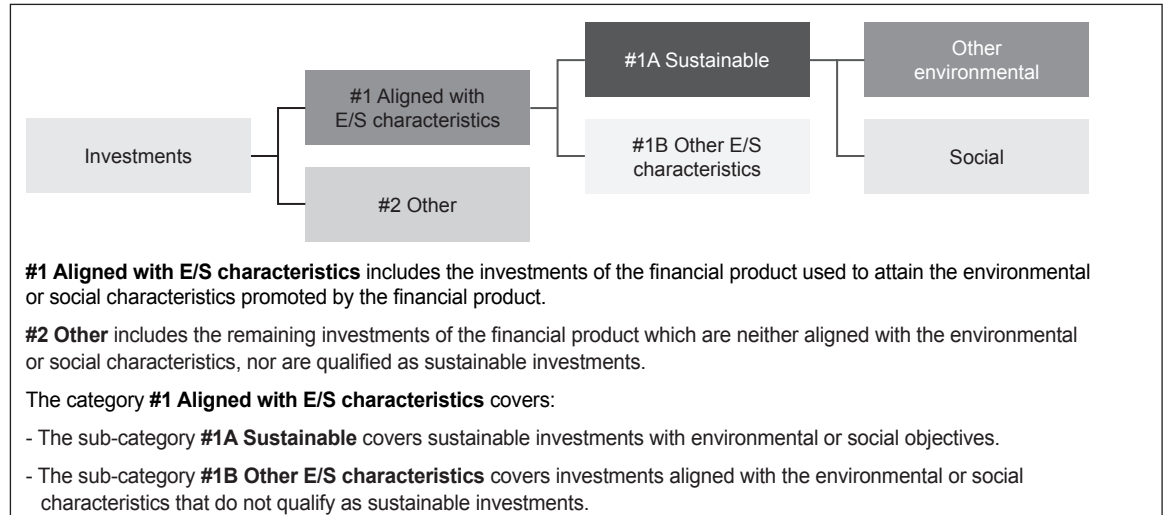 Investments
#1 Aligned with
E/S characteristics
#2 Other
#1A Sustainable
#1B Other E/S
characteristics
Other
environmental
Social
#1 Aligned with E/S characteristics includes the investments of the financial product used to attain the environmental
or social characteristics promoted by the financial product.
#2 Other includes the remaining investments of the financial product which are neither aligned with the environmental
or social characteristics, nor are qualified as sustainable investments.
The category #1 Aligned with E/S characteristics covers:
- The sub-category #1A Sustainable covers sustainable investments with environmental or social objectives.
- The sub-category #1B Other E/S characteristics covers investments aligned with the environmental or social
characteristics that do not qualify as sustainable investments.